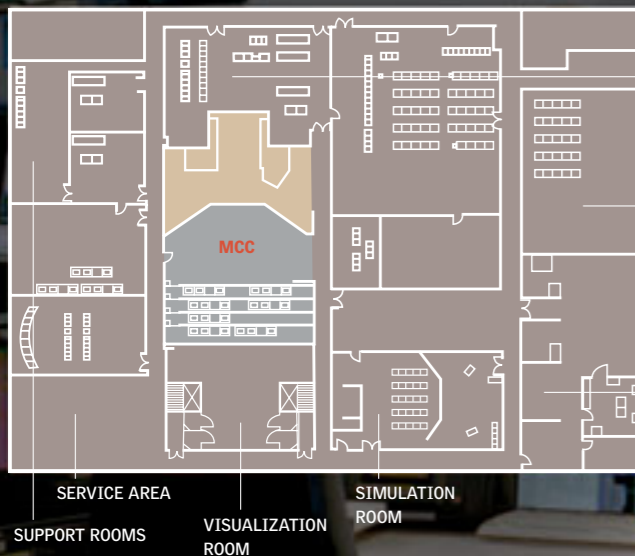 MCC
SERVICE AREA
SUPPORT ROOMS
VISUALIZATION
ROOM
SIMULATION
ROOM